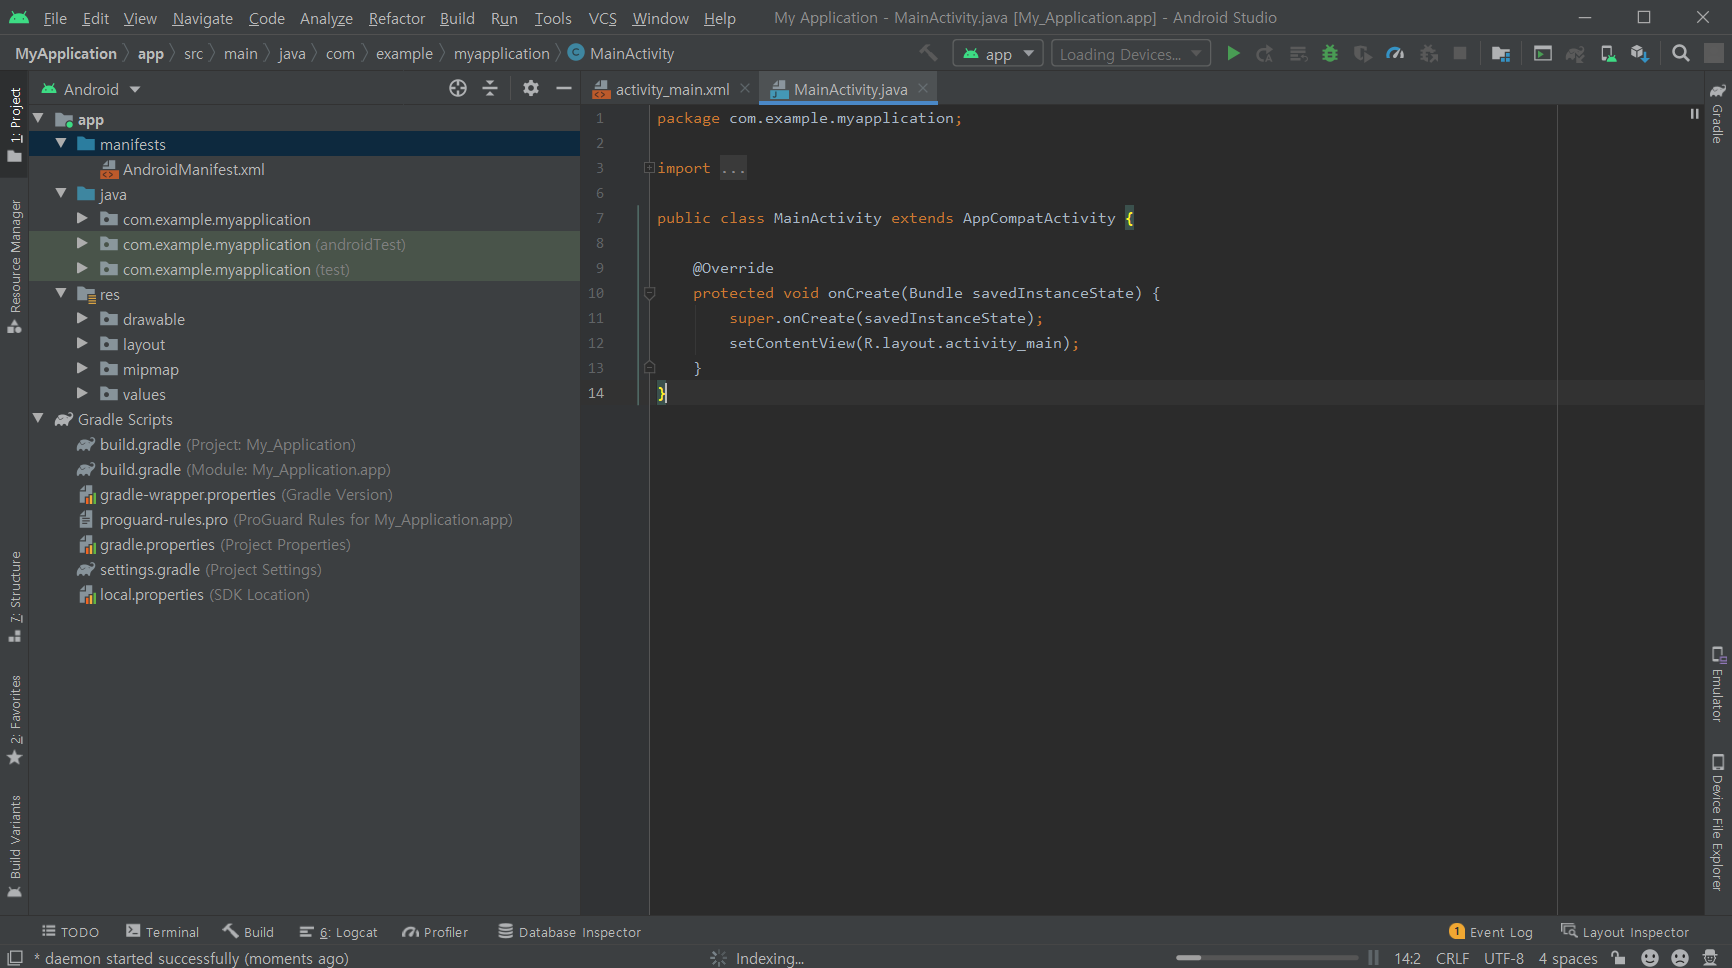 File Edit View Navigate Code Analyze Refactor Build Run Tools VCS Window Help My Application - MainActivity.java [My_Application.app] - Android Studio
MyApplication app src main java com example myapplication C MainActivity app Loading Devices...
1: Project
Resource Manager
7: Structure
2: Favorites
Build Variants
Android
app
manifests
AndroidManifest.xml
java
com.example.myapplication
com.example.myapplication (androidTest)
com.example.myapplication (test)
res
drawable
layout
mipmap
values
Gradle Scripts
build.gradle (Project: My_Application)
build.gradle (Module: My_Application.app)
gradle-wrapper.properties (Gradle Version)
proguard-rules.pro (ProGuard Rules for My_Application.app)
gradle.properties (Project Properties)
settings.gradle (Project Settings)
local.properties (SDK Location)
activity_main.xml MainActivity.java
1 package com.example.myapplication;
2
3 import ...
6
7 public class MainActivity extends AppCompatActivity {
8
9 @Override
10 protected void onCreate(Bundle savedInstanceState) {
11 super.onCreate(savedInstanceState);
12 setContentView(R.layout.activity_main);
13 }
14 }
Gradle
Emulator
Device File Explorer
TODO Terminal Build 6: Logcat Profiler Database Inspector 1 Event Log Layout Inspector
* daemon started successfully (moments ago) Indexing... 14:2 CRLF UTF-8 4 spaces